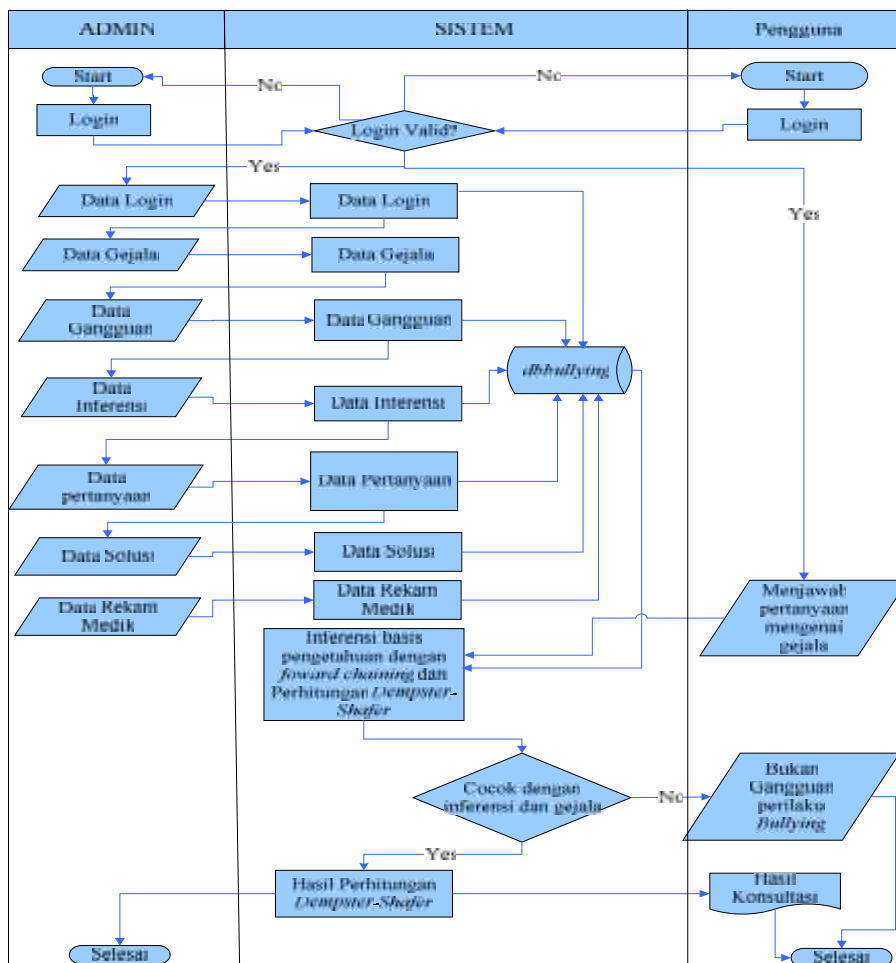 ADMIN
SISTEM
Pengguna
Start
No
No
Start
Login
Login Valid?
Login
Yes
Yes
Data Login
Data Login
Data Gejala
Data Gejala
Data
Gangguan
Data Gangguan
dbbullying
Data
Inferensi
Data Inferensi
Data
pertanyaan
Data Pertanyaan
Data Solusi
Data Solusi
Data Rekam
Medik
Data Rekam
Medik
Menjawab
pertanyaan
mengenai
gejala
Inferensi basis
pengetahuan dengan
foward chaining dan
Perhitungan Dempster-
Shafer
Cocok dengan
inferensi dan gejala
No
Bukan
Gangguan
perilaku
Bullying
Yes
Hasil Perhitungan
Dempster-Shafer
Hasil
Konsultasi
Selesai
Selesai